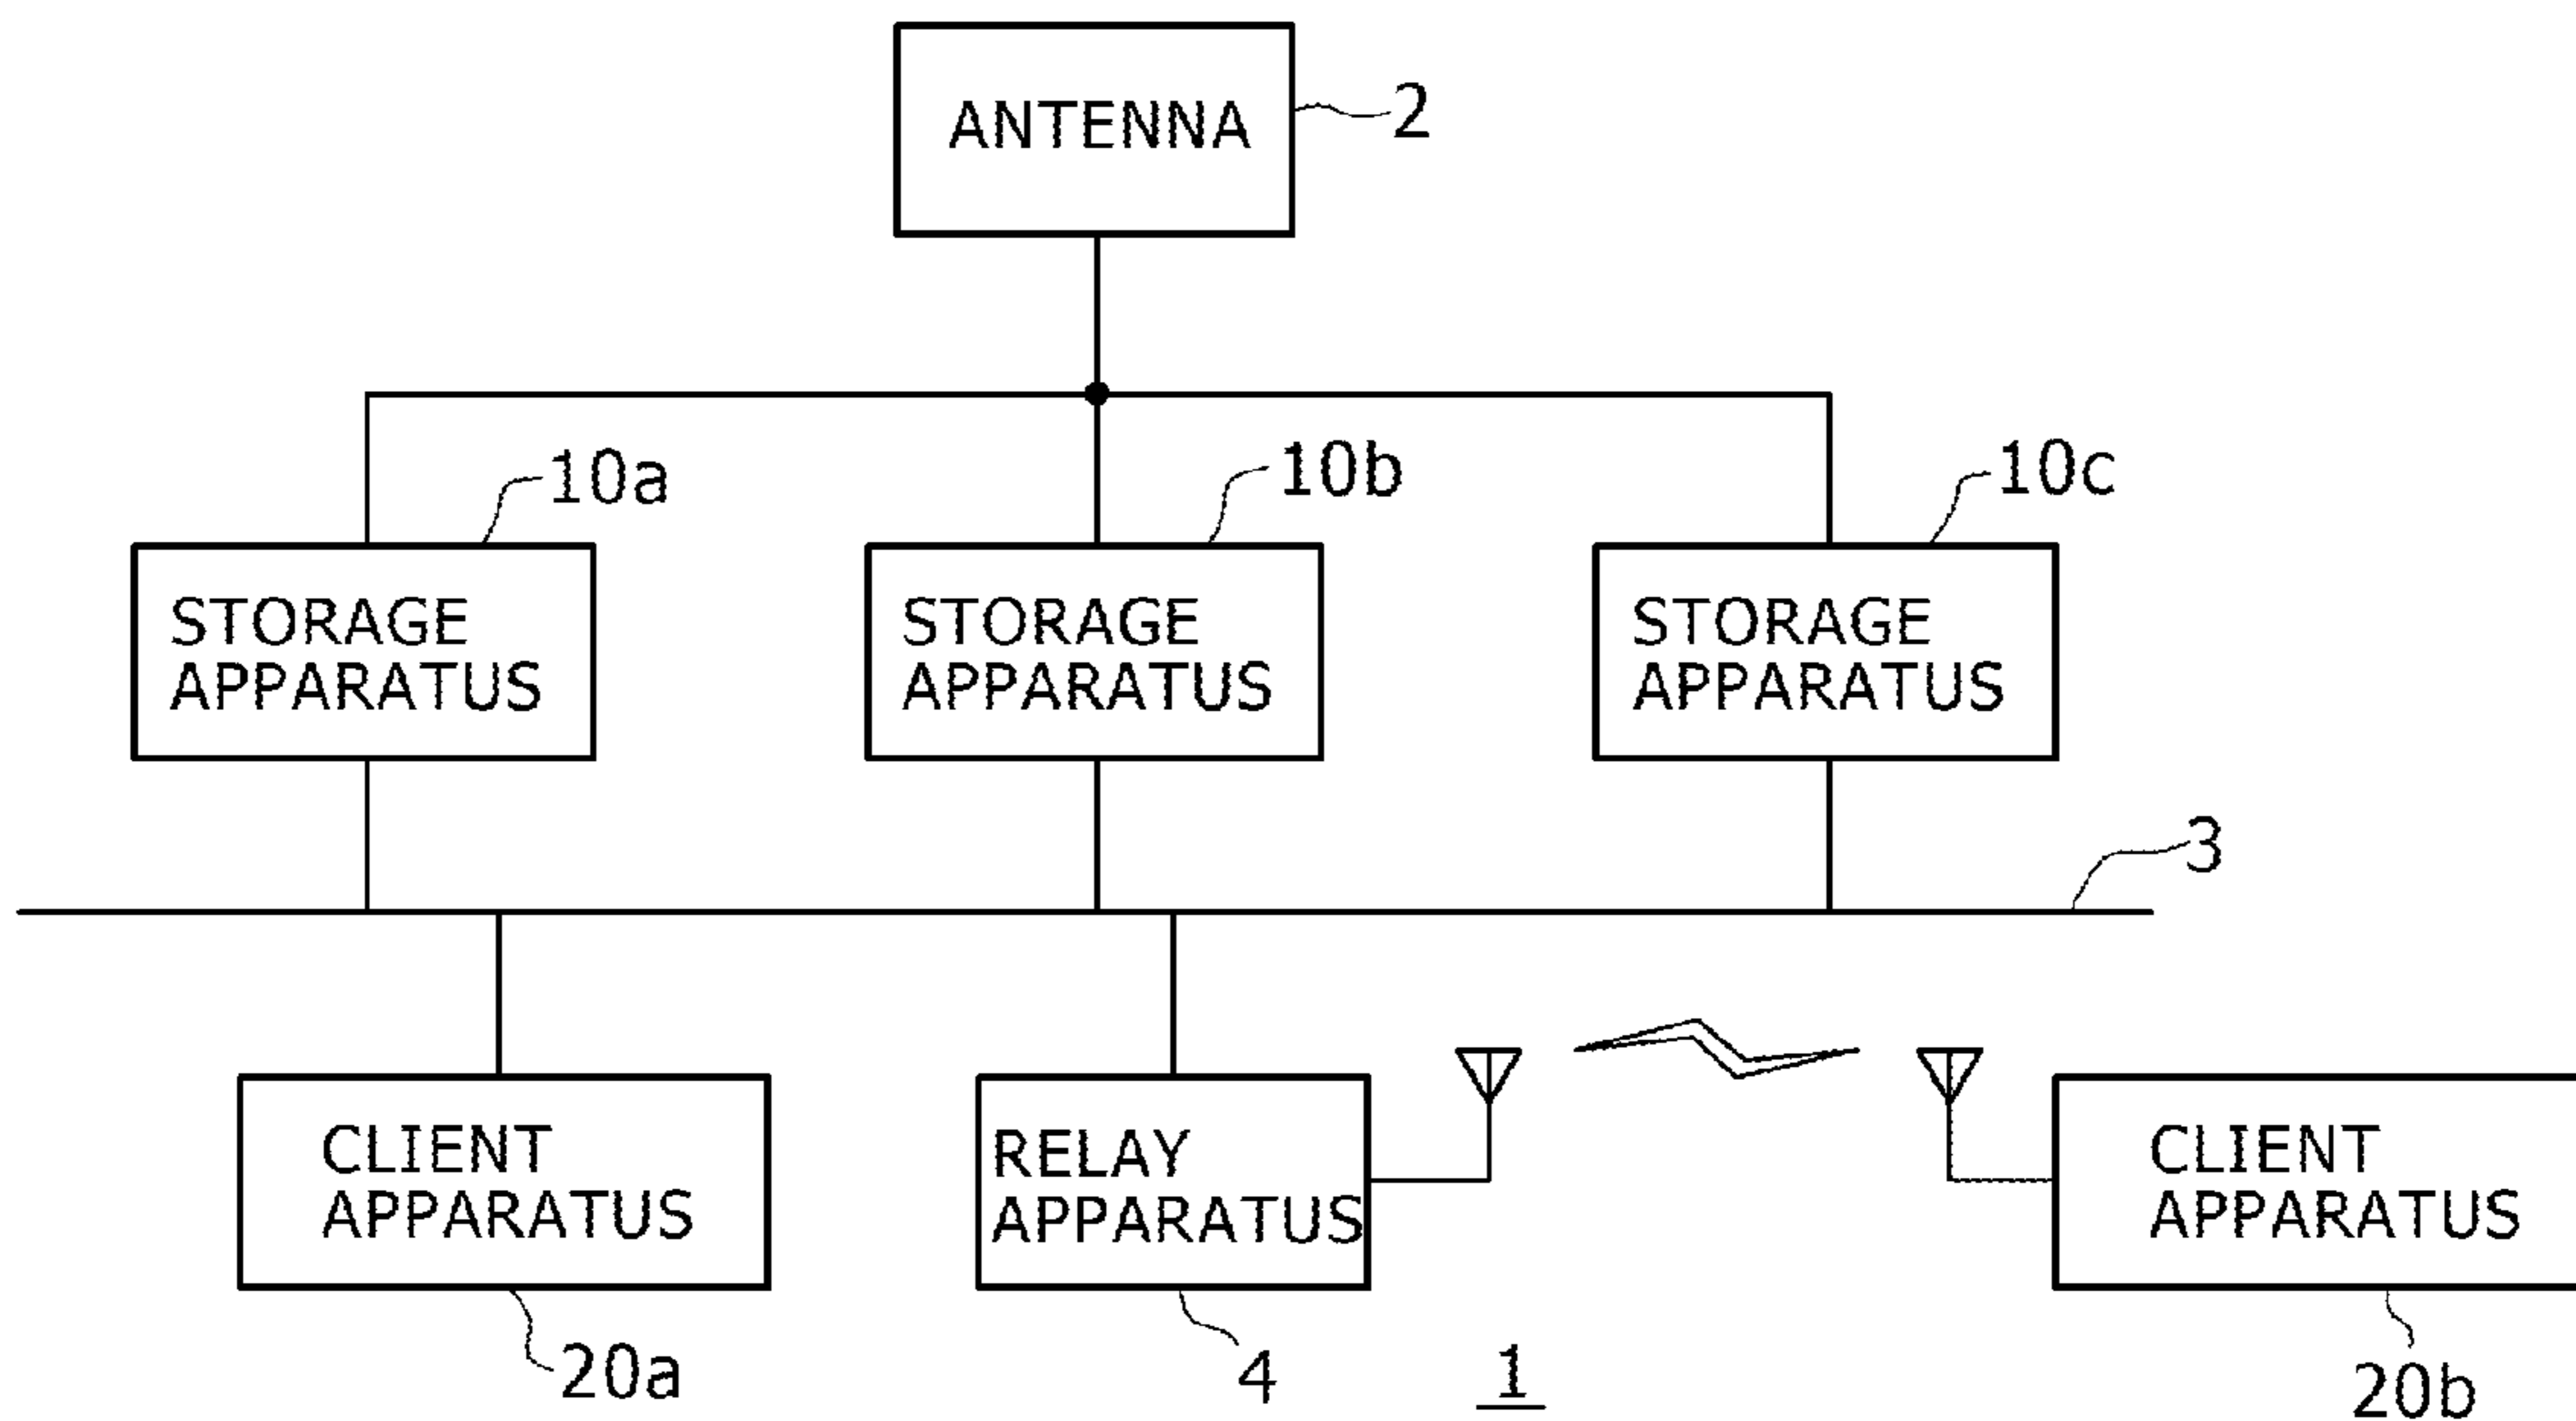 ANTENNA
2
10a
10b
10c
STORAGE
APPARATUS
STORAGE
APPARATUS
STORAGE
APPARATUS
3
CLIENT
APPARATUS
RELAY
APPARATUS
CLIENT
APPARATUS
20a
4
1
20b